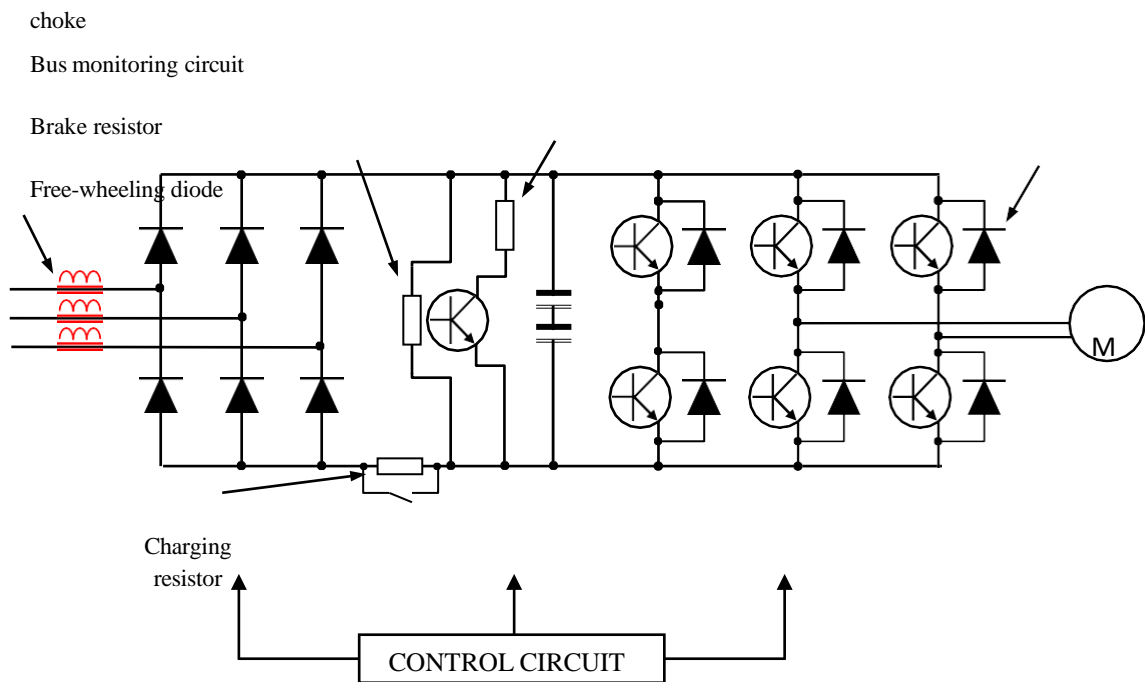 choke
Bus monitoring circuit
Brake resistor
Free-wheeling diode
M
Charging
resistor
CONTROL CIRCUIT